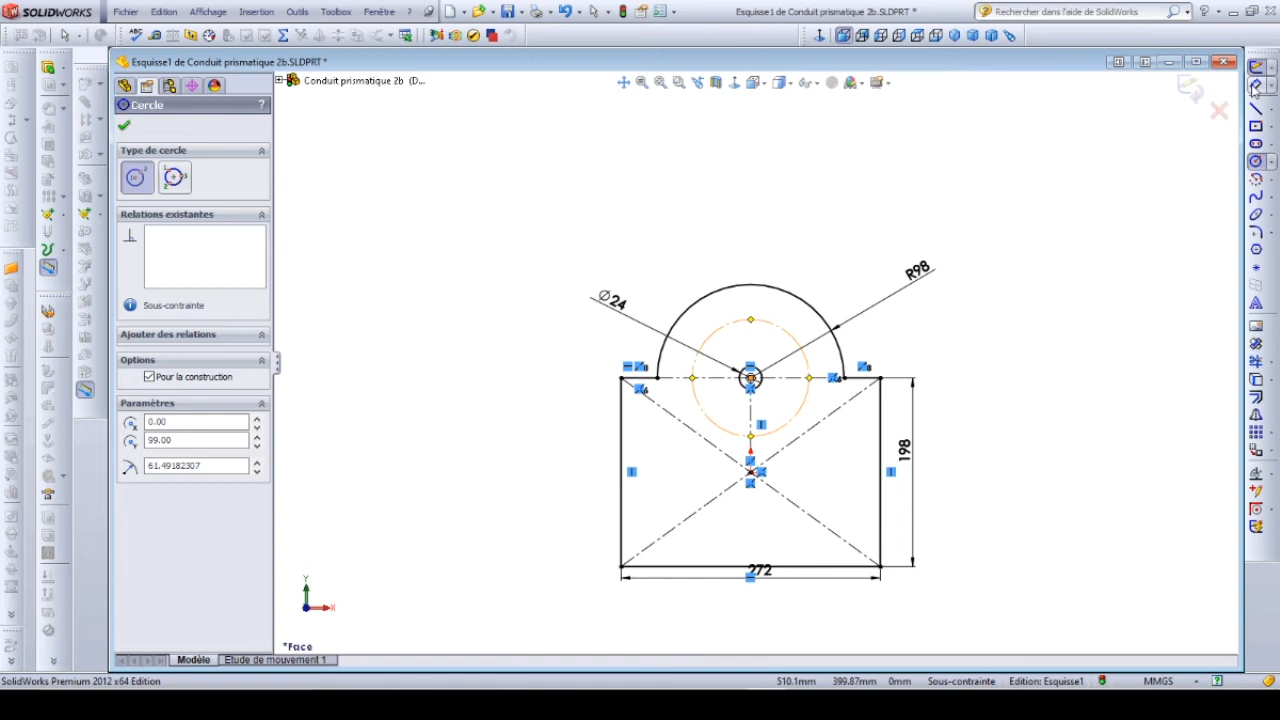 SOLIDWORKS
Fichier Edition Affichage Insertion Outils Toolbox Fenêtre ?
Esquisse1 de Conduit prismatique 2b.SLDPRT *
Rechercher dans l'aide de SolidWorks
Esquisse1 de Conduit prismatique 2b.SLDPRT *
Conduit prismatique 2b (D...
Cercle ?
Type de cercle
Relations existantes
Sous-contrainte
Ajouter des relations
Options
Pour la construction
Paramètres
0.00
99.00
61.49182307
∅24
R98
198
272
Y
X
*Face
Modèle
Etude de mouvement 1
SolidWorks Premium 2012 x64 Edition
510.1mm 399.87mm 0mm Sous-contrainte Edition: Esquisse1 MMGS ?